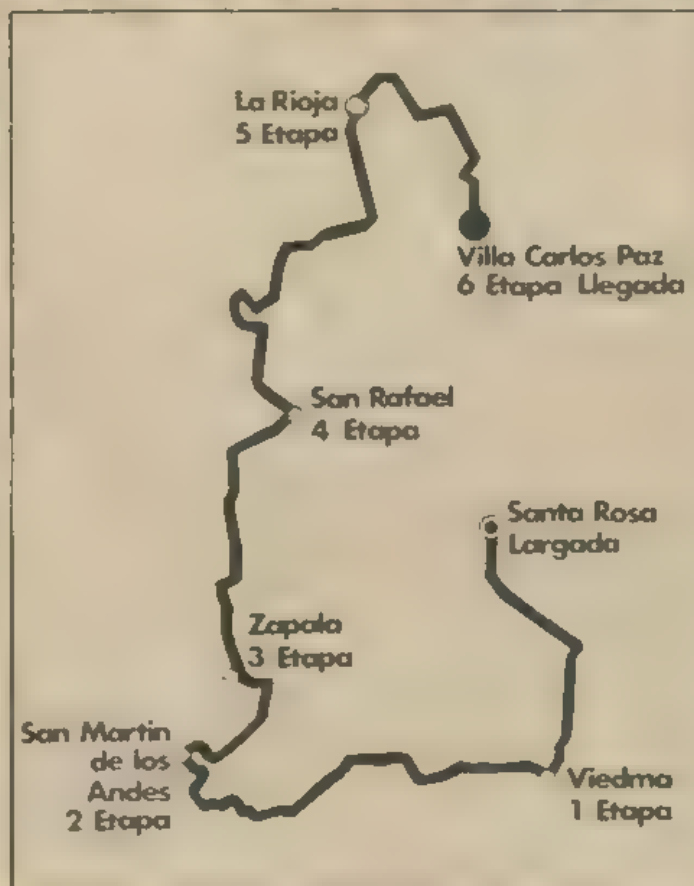 La Rioja
5 Etapa
Villa Carlos Paz
6 Etapa Llegada
San Rafael
4 Etapa
Santa Rosa
Largada
Zapala
3 Etapa
San Martin
de los
Andes
2 Etapa
Viedma
1 Etapa